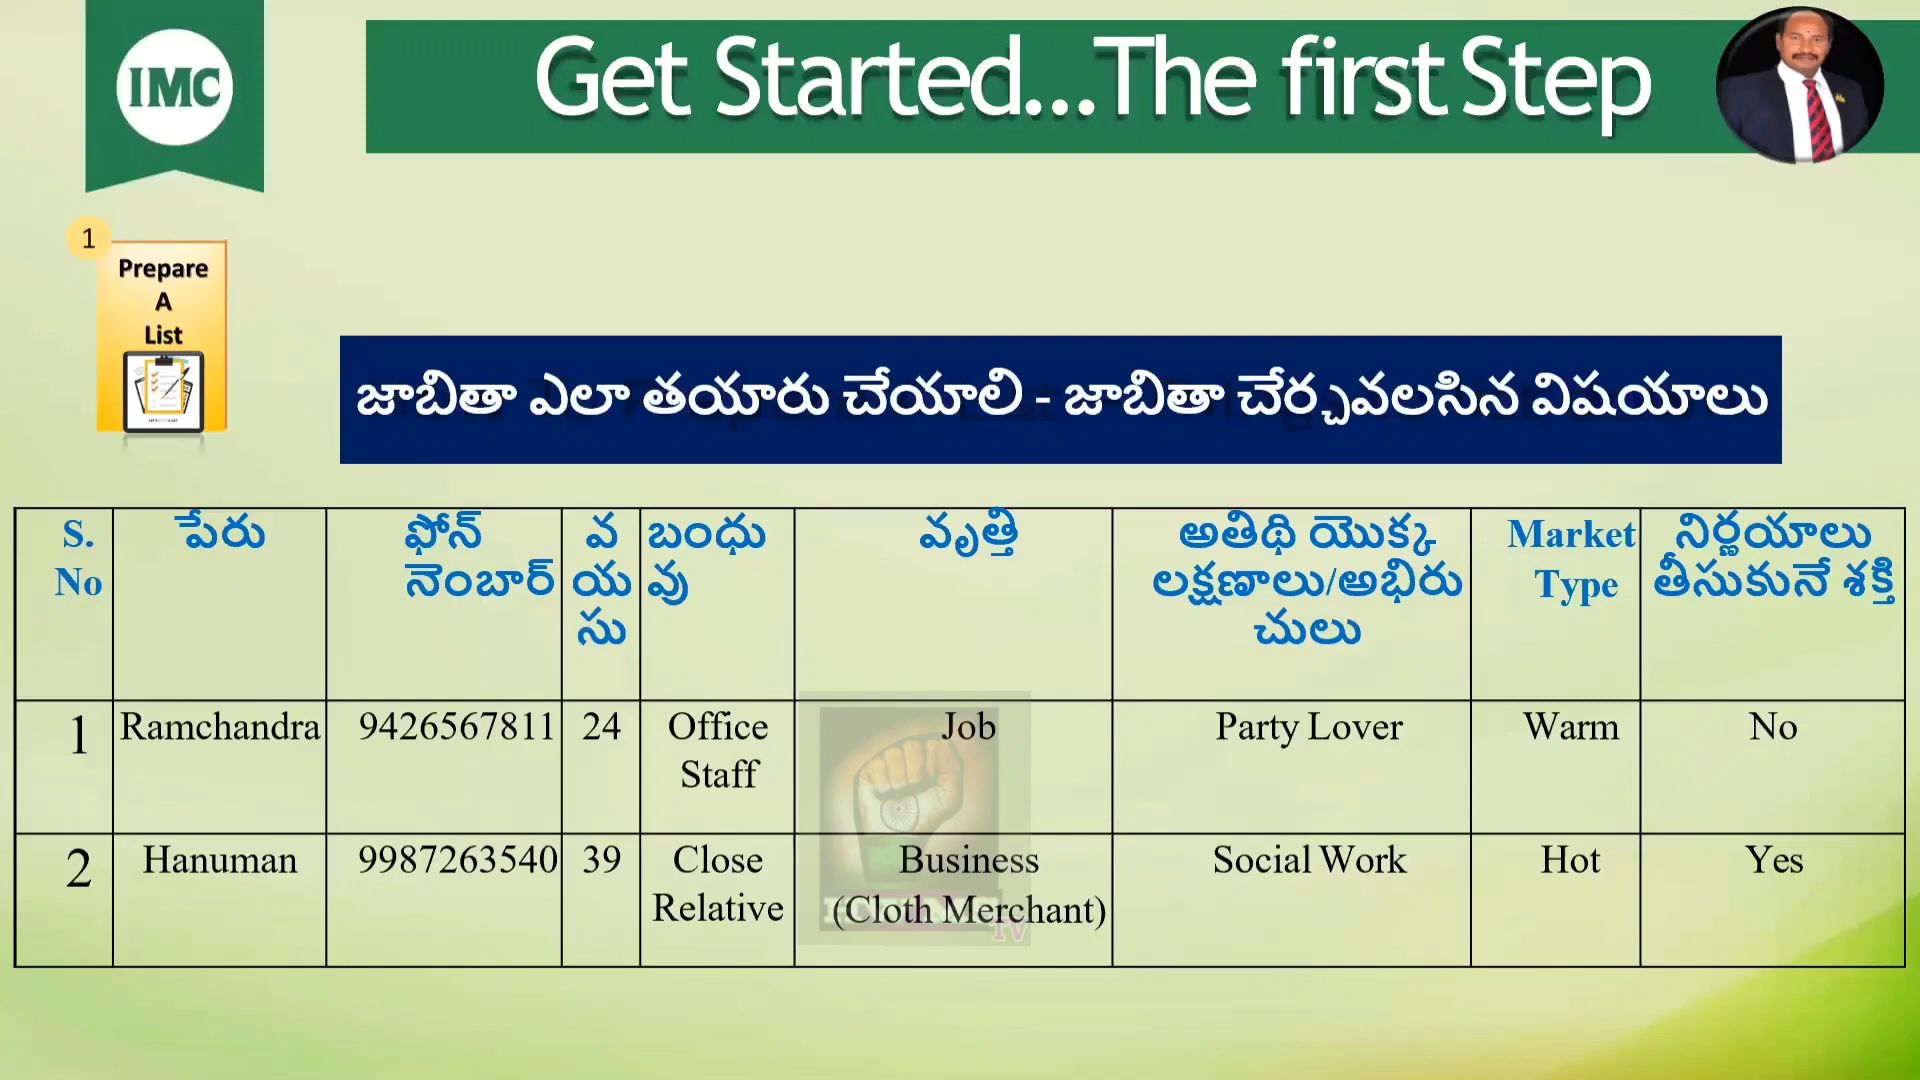 IMC
Get Started...The first Step
1
Prepare
A
List
జాబితా ఎలా తయారు చేయాలి - జాబితా చేర్చవలసిన విషయాలు
S. No పేరు ఫోన్ నెంబార్ వయసు బంధువు వృత్తి అతిథి యొక్క లక్షణాలు/అభిరుచులు Market Type నిర్ణయాలు తీసుకునే శక్తి
1 Ramchandra 9426567811 24 Office Staff Job Party Lover Warm No
2 Hanuman 9987263540 39 Close Relative Business (Cloth Merchant) Social Work Hot Yes
TV